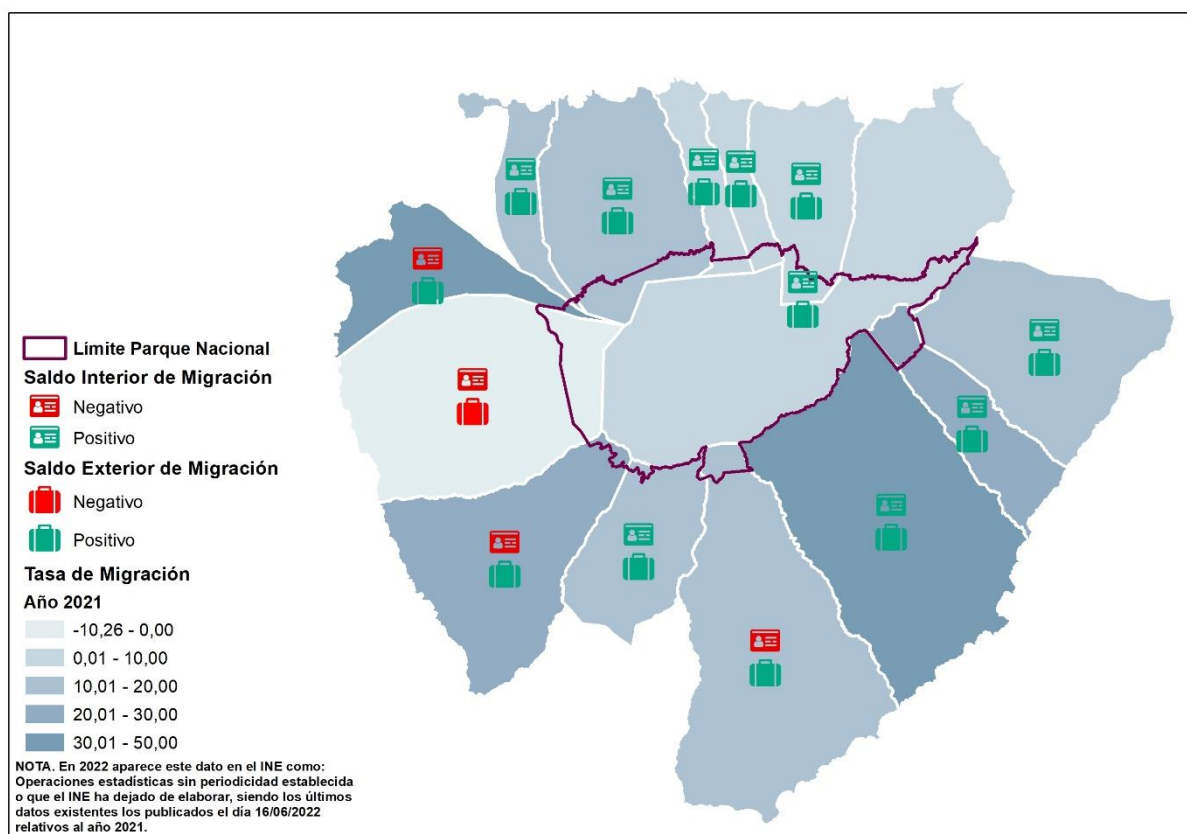 Límite Parque Nacional
Saldo Interior de Migración
Negativo
Positivo
Saldo Exterior de Migración
Negativo
Positivo
Tasa de Migración
Año 2021
-10,26 - 0,00
0,01 - 10,00
10,01 - 20,00
20,01 - 30,00
30,01 - 50,00
NOTA. En 2022 aparece este dato en el INE como:
Operaciones estadísticas sin periodicidad establecida
o que el INE ha dejado de elaborar, siendo los últimos
datos existentes los publicados el día 16/06/2022
relativos al año 2021.